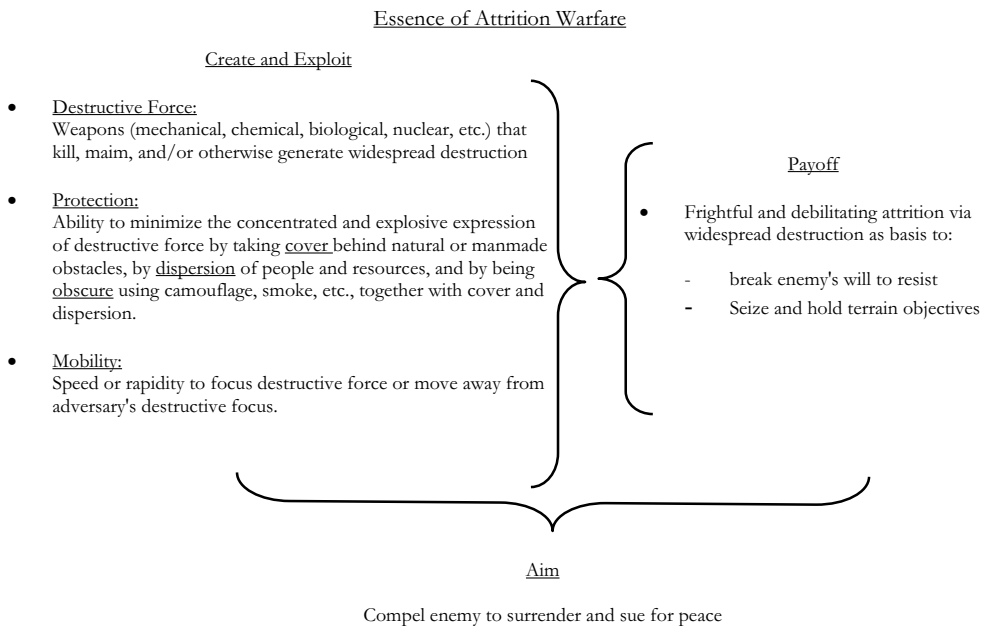 Essence of Attrition Warfare
Create and Exploit
• Destructive Force:
Weapons (mechanical, chemical, biological, nuclear, etc.) that
kill, maim, and/or otherwise generate widespread destruction
• Protection:
Ability to minimize the concentrated and explosive expression
of destructive force by taking cover behind natural or manmade
obstacles, by dispersion of people and resources, and by being
obscure using camouflage, smoke, etc., together with cover and
dispersion.
• Mobility:
Speed or rapidity to focus destructive force or move away from
adversary's destructive focus.
Payoff
• Frightful and debilitating attrition via
widespread destruction as basis to:
- break enemy's will to resist
- Seize and hold terrain objectives
Aim
Compel enemy to surrender and sue for peace